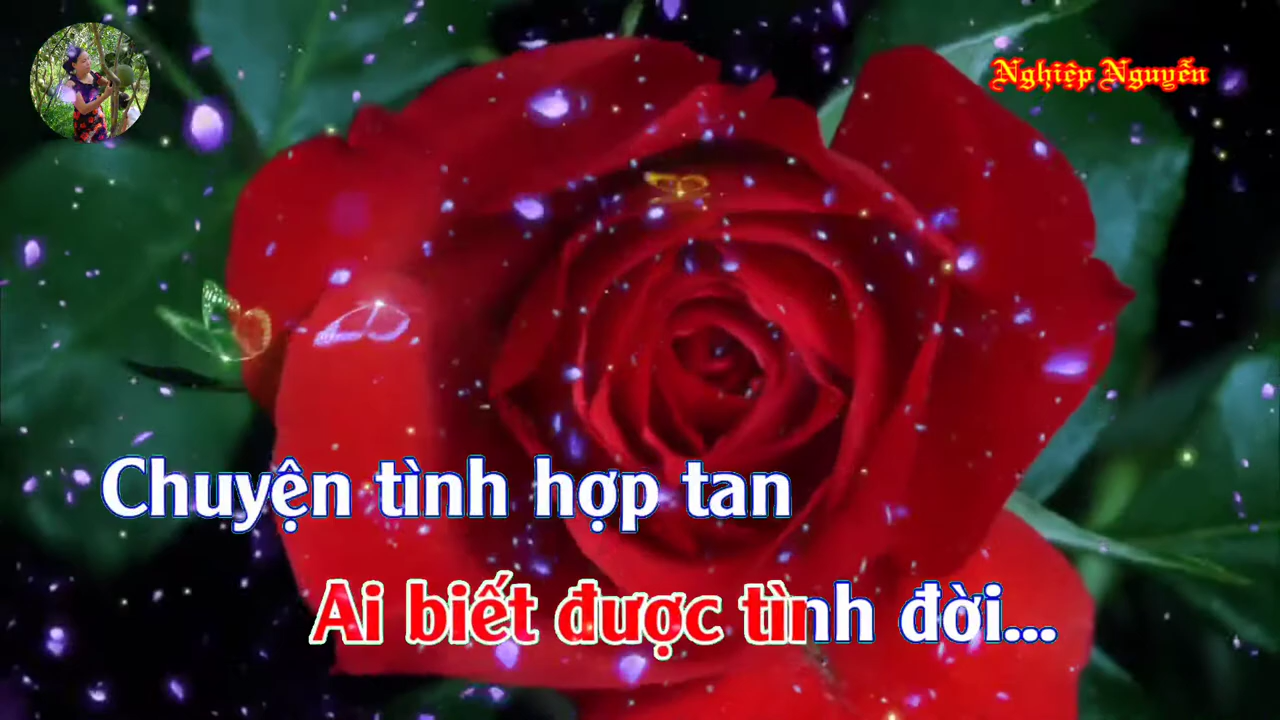 Nghiệp Nguyễn
Chuyện tình hợp tan
Ai biết được tình đời...